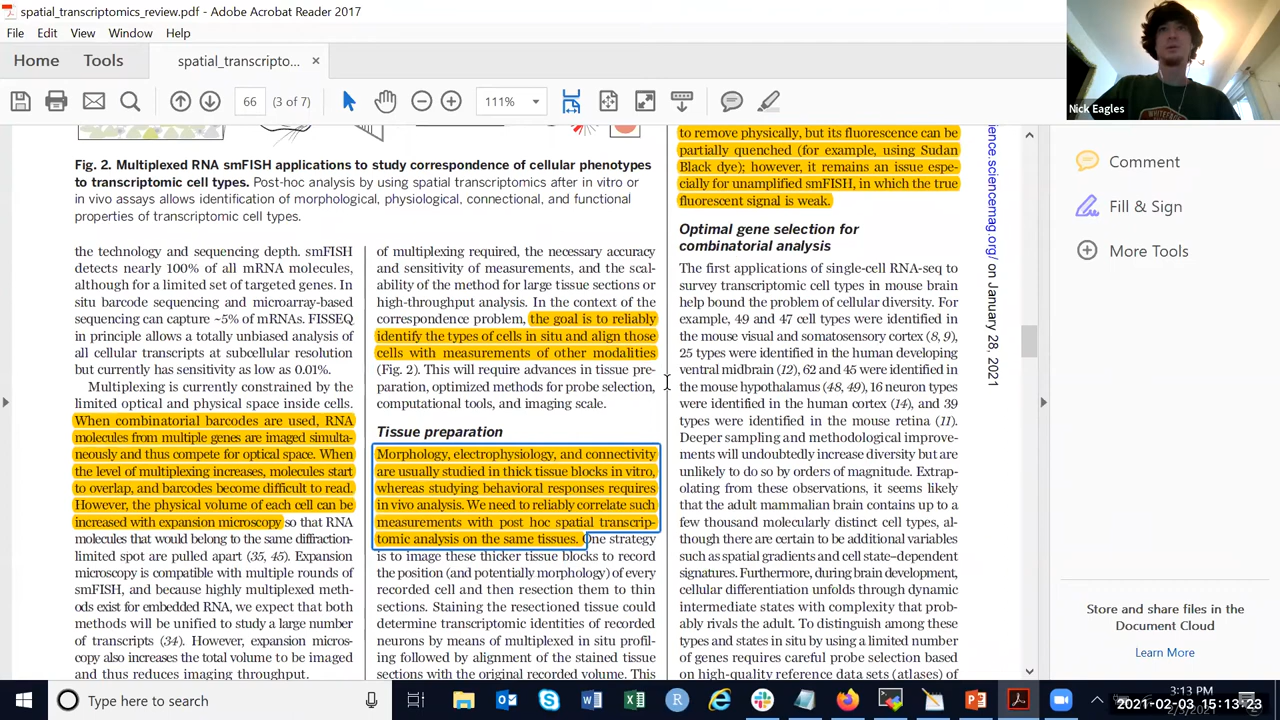 spatial_transcriptomics_review.pdf - Adobe Acrobat Reader 2017
File Edit View Window Help
Home Tools spatial_transcripto... ×
66 (3 of 7) 111%
Nick Eagles
Fig. 2. Multiplexed RNA smFISH applications to study correspondence of cellular phenotypes
to transcriptomic cell types. Post-hoc analysis by using spatial transcriptomics after in vitro or
in vivo assays allows identification of morphological, physiological, connectional, and functional
properties of transcriptomic cell types.
the technology and sequencing depth. smFISH
detects nearly 100% of all mRNA molecules,
although for a limited set of targeted genes. In
situ barcode sequencing and microarray-based
sequencing can capture ~5% of mRNAs. FISSEQ
in principle allows a totally unbiased analysis of
all cellular transcripts at subcellular resolution
but currently has sensitivity as low as 0.01%.
Multiplexing is currently constrained by the
limited optical and physical space inside cells.
When combinatorial barcodes are used, RNA
molecules from multiple genes are imaged simulta-
neously and thus compete for optical space. When
the level of multiplexing increases, molecules start
to overlap, and barcodes become difficult to read.
However, the physical volume of each cell can be
increased with expansion microscopy so that RNA
molecules that would belong to the same diffraction-
limited spot are pulled apart (35, 45). Expansion
microscopy is compatible with multiple rounds of
smFISH, and because highly multiplexed meth-
ods exist for embedded RNA, we expect that both
methods will be unified to study a large number
of transcripts (34). However, expansion micros-
copy also increases the total volume to be imaged
and thus reduces imaging throughput.
of multiplexing required, the necessary accuracy
and sensitivity of measurements, and the scal-
ability of the method for large tissue sections or
high-throughput analysis. In the context of the
correspondence problem, the goal is to reliably
identify the types of cells in situ and align those
cells with measurements of other modalities
(Fig. 2). This will require advances in tissue pre-
paration, optimized methods for probe selection,
computational tools, and imaging scale.
Tissue preparation
Morphology, electrophysiology, and connectivity
are usually studied in thick tissue blocks in vitro,
whereas studying behavioral responses requires
in vivo analysis. We need to reliably correlate such
measurements with post hoc spatial transcrip-
tomic analysis on the same tissues. One strategy
is to image these thicker tissue blocks to record
the position (and potentially morphology) of every
recorded cell and then resection them to thin
sections. Staining the resectioned tissue could
determine transcriptomic identities of recorded
neurons by means of multiplexed in situ profil-
ing followed by alignment of the stained tissue
sections with the original recorded volume. This
to remove physically, but its fluorescence can be
partially quenched (for example, using Sudan
Black dye); however, it remains an issue espe-
cially for unamplified smFISH, in which the true
fluorescent signal is weak.
Optimal gene selection for
combinatorial analysis
The first applications of single-cell RNA-seq to
survey transcriptomic cell types in mouse brain
help bound the problem of cellular diversity. For
example, 49 and 47 cell types were identified in
the mouse visual and somatosensory cortex (8, 9),
25 types were identified in the human developing
ventral midbrain (12), 62 and 45 were identified in
the mouse hypothalamus (48, 49), 16 neuron types
were identified in the human cortex (14), and 39
types were identified in the mouse retina (11).
Deeper sampling and methodological improve-
ments will undoubtedly increase diversity but are
unlikely to do so by orders of magnitude. Extrap-
olating from these observations, it seems likely
that the adult mammalian brain contains up to a
few thousand molecularly distinct cell types, al-
though there are certain to be additional variables
such as spatial gradients and cell state–dependent
signatures. Furthermore, during brain development,
cellular differentiation unfolds through dynamic
intermediate states with complexity that prob-
ably rivals the adult. To distinguish among these
types and states in situ by using a limited number
of genes requires careful probe selection based
on high-quality reference data sets (atlases) of
ience.sciencemag.org/ on January 28, 2021
Comment
Fill & Sign
More Tools
Store and share files in the
Document Cloud
Learn More
Type here to search
3:13 PM
2021-02-03 15:13:23